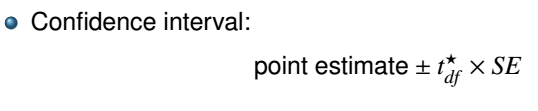 Confidence interval:
point estimate ± t★df × SE